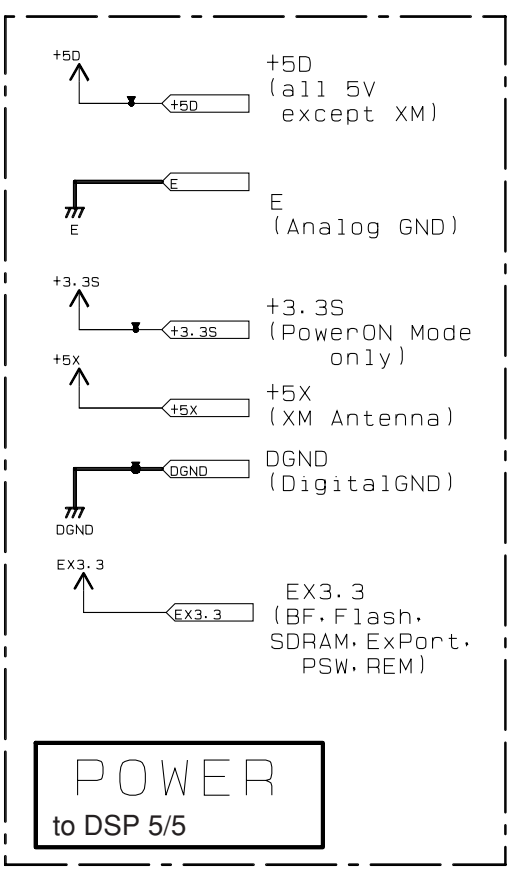 +5D
+5D
+5D
(all 5V
except XM)
E
E
E
(Analog GND)
+3.3S
+3.3S
+3.3S
(PowerON Mode
only)
+5X
+5X
+5X
(XM Antenna)
DGND
DGND
DGND
(DigitalGND)
EX3.3
EX3.3
EX3.3
(BF,Flash,
SDRAM,ExPort,
PSW,REM)
POWER
to DSP 5/5